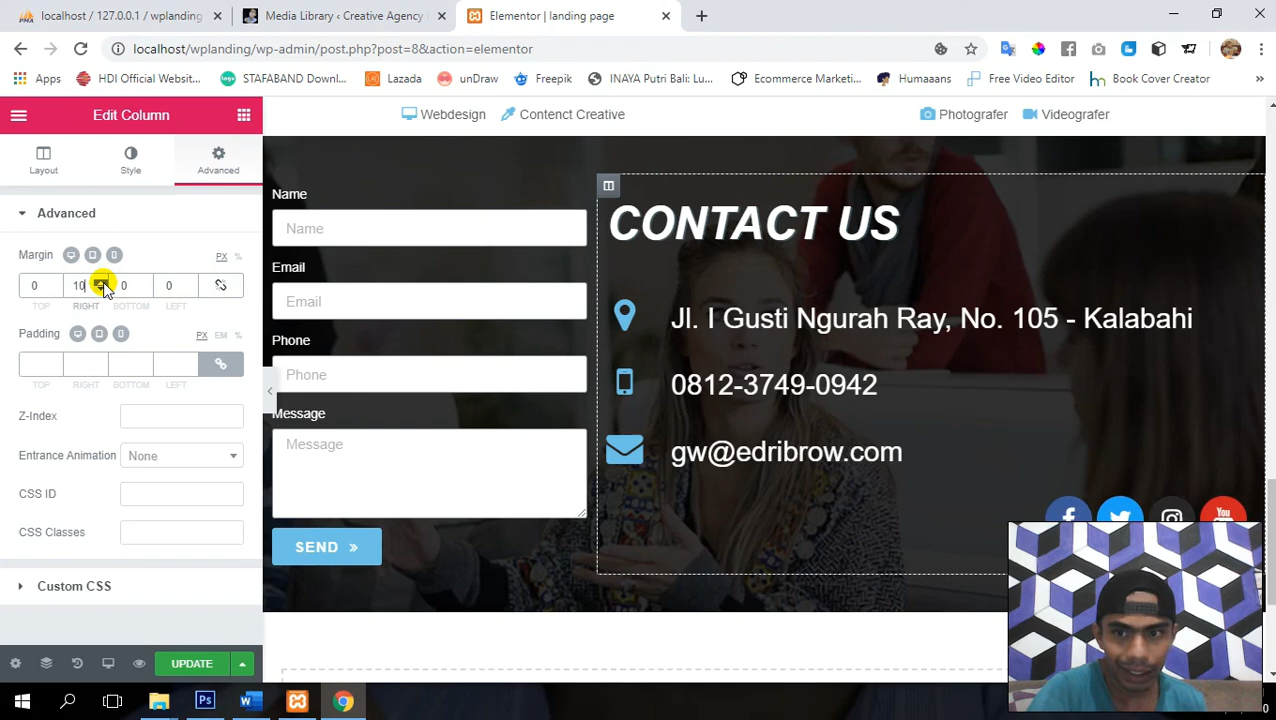 localhost / 127.0.0.1 / wplanding
Media Library ‹ Creative Agency
Elementor | landing page
localhost/wplanding/wp-admin/post.php?post=8&action=elementor
Apps
HDI Official Websit...
STAFABAND Downl...
Lazada
unDraw
Freepik
INAYA Putri Bali: Lu...
Ecommerce Marketi...
Humaaans
Free Video Editor
Book Cover Creator
»
Edit Column
Layout
Style
Advanced
Advanced
Margin
PX %
0 10 0 0
TOP RIGHT BOTTOM LEFT
Padding
PX EM %
TOP RIGHT BOTTOM LEFT
Z-Index
Entrance Animation
None
CSS ID
CSS Classes
Custom CSS
UPDATE
Webdesign
Contenct Creative
Photografer
Videografer
Name
Name
Email
Email
Phone
Phone
Message
Message
SEND »
CONTACT US
Jl. I Gusti Ngurah Ray, No. 105 - Kalabahi
0812-3749-0942
gw@edribrow.com